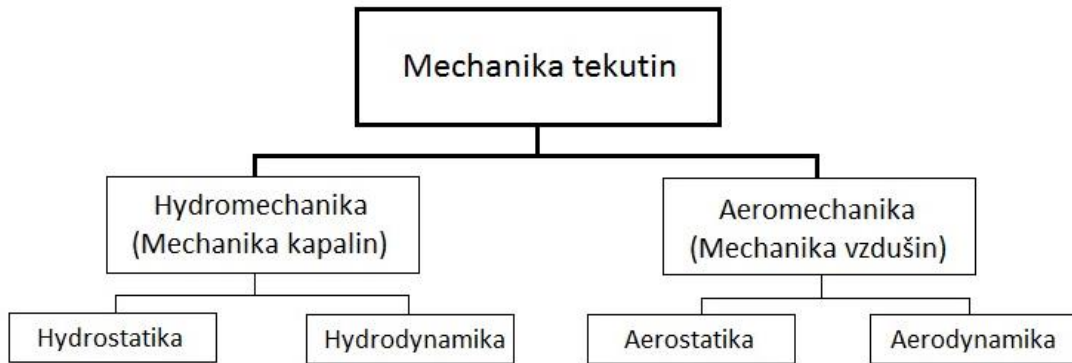 Mechanika tekutin
Hydromechanika
(Mechanika kapalin)
Aeromechanika
(Mechanika vzdušin)
Hydrostatika
Hydrodynamika
Aerostatika
Aerodynamika